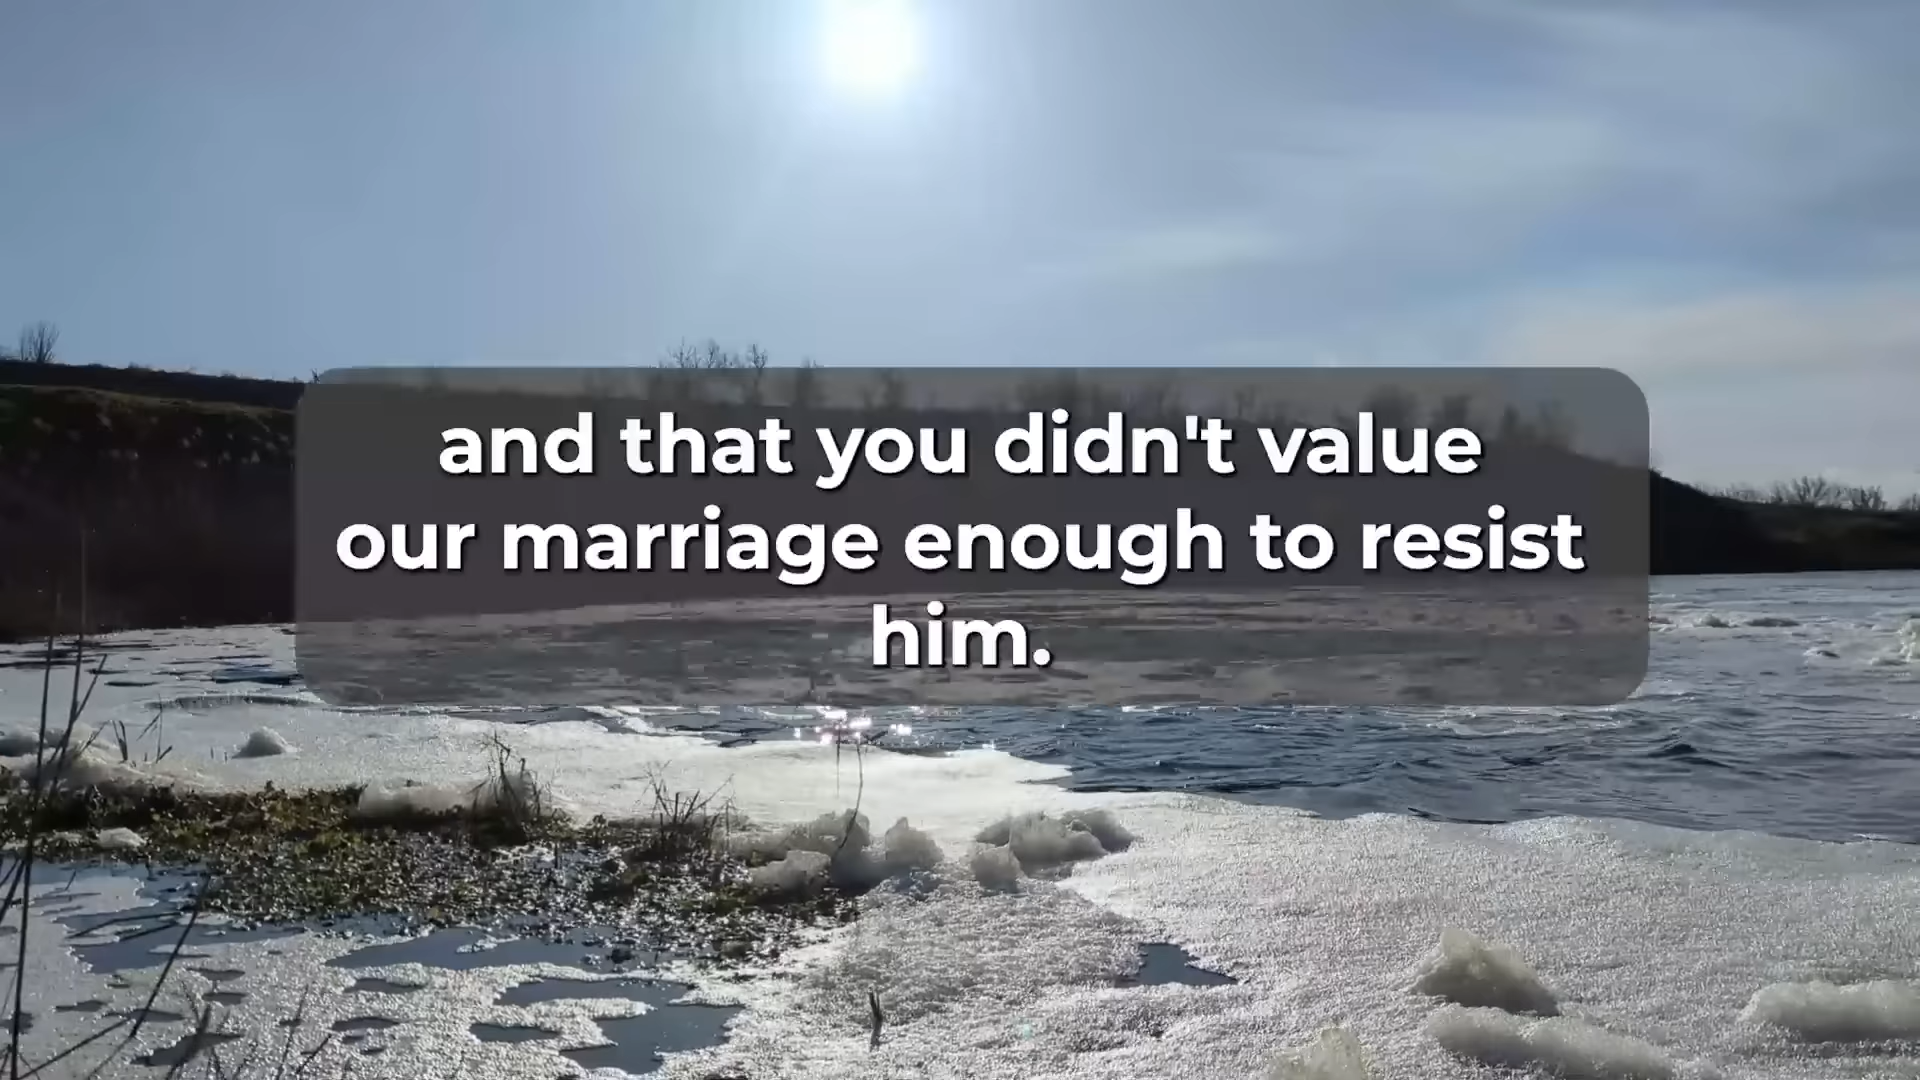 and that you didn't value
our marriage enough to resist
him.